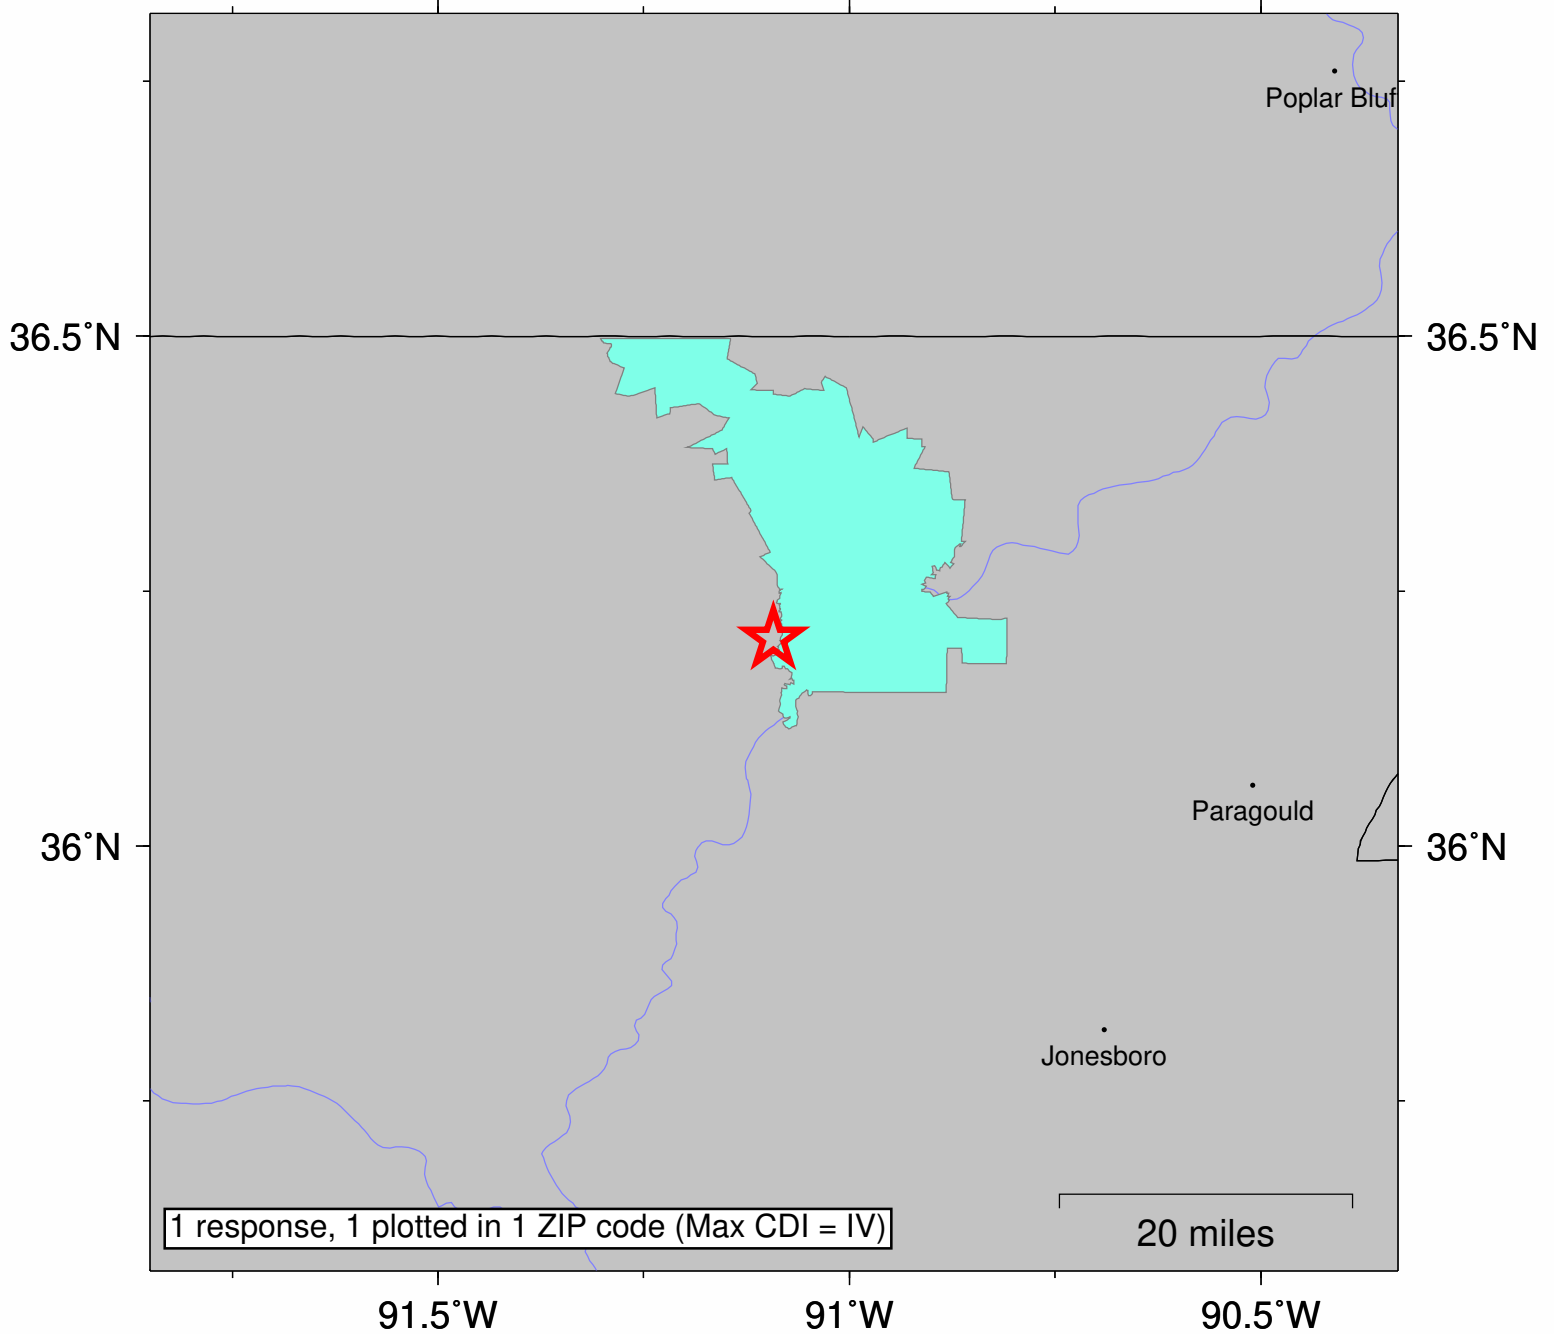 Poplar Bluf
36.5˚N
36.5˚N
Paragould
36˚N
36˚N
Jonesboro
1 response, 1 plotted in 1 ZIP code (Max CDI = IV)
20 miles
91.5˚W
91˚W
90.5˚W